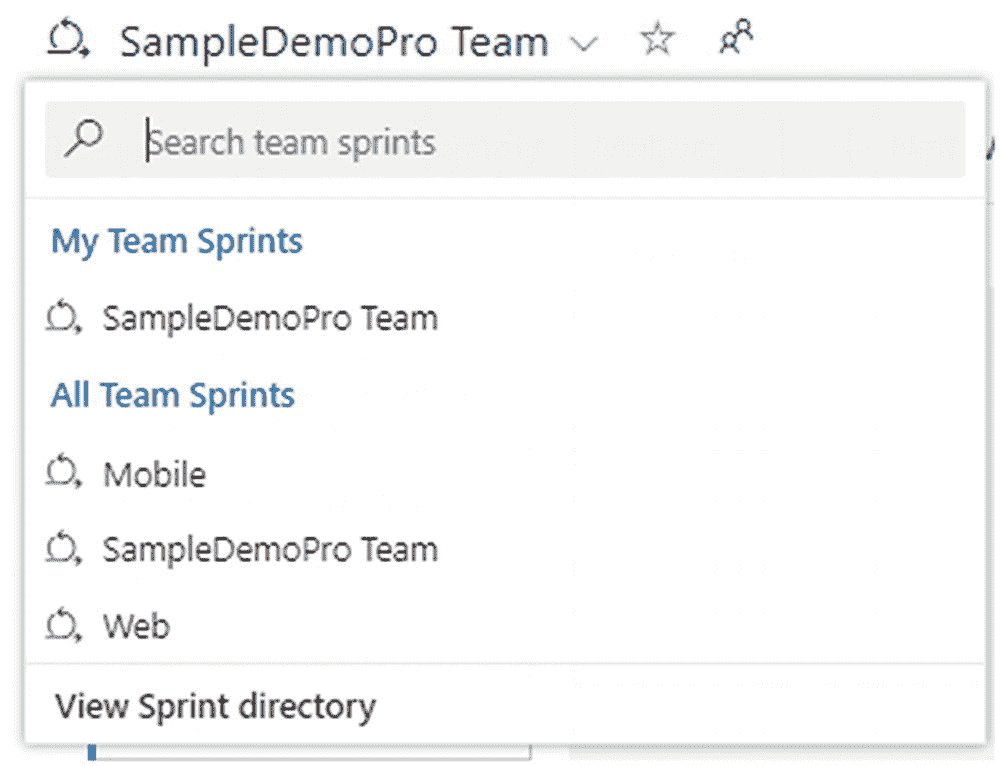 SampleDemoPro Team
Search team sprints
My Team Sprints
SampleDemoPro Team
All Team Sprints
Mobile
SampleDemoPro Team
Web
View Sprint directory